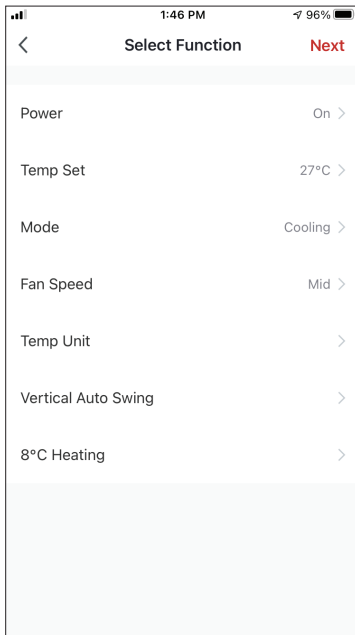 1:46 PM 96%
Select Function Next
Power On
Temp Set 27°C
Mode Cooling
Fan Speed Mid
Temp Unit
Vertical Auto Swing
8°C Heating